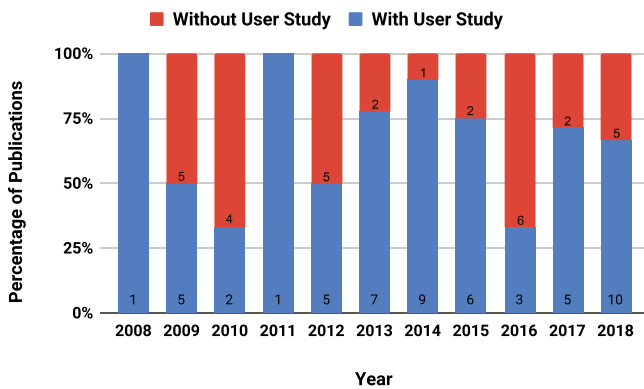 Without User Study With User Study
100%
75%
50%
25%
0%
Percentage of Publications
5 4 5 2 1 2 6 2 5
1 5 2 1 5 7 9 6 3 5 10
2008 2009 2010 2011 2012 2013 2014 2015 2016 2017 2018
Year